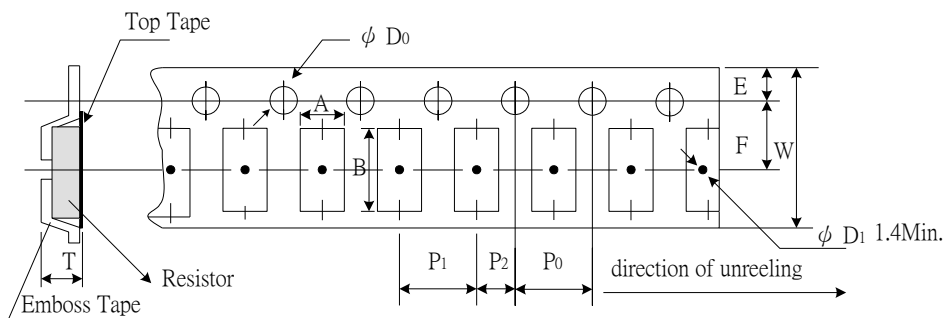 Top Tape
ϕ D0
E
A
F
W
B
ϕ D1 1.4Min.
T
P1
P2
P0
direction of unreeling
Resistor
Emboss Tape